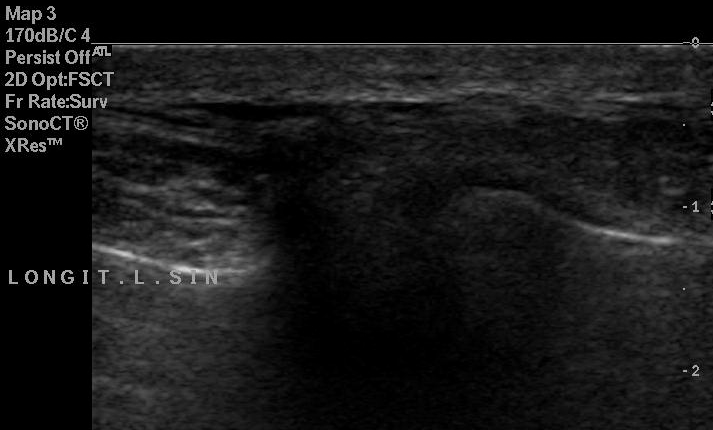 Map 3
170dB/C 4
Persist Off ATL
2D Opt:FSCT
Fr Rate:Surv
SonoCT®
XRes™
-0
-1
LONGIT.L.SIN
-2